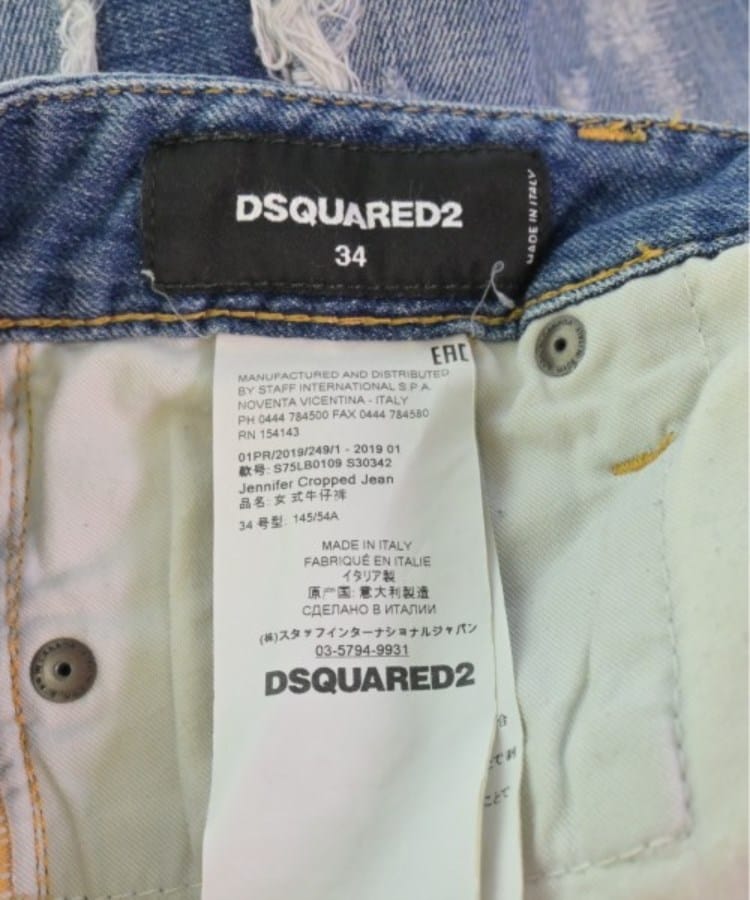 DSQUARED2
34
MADE IN ITALY
EAC
MANUFACTURED AND DISTRIBUTED
BY STAFF INTERNATIONAL S.P.A.
NOVENTA VICENTINA - ITALY
PH 0444 784500 FAX 0444 784580
RN 154143
01PR/2019/249/1 - 2019 01
款号: S75LB0109 S30342
Jennifer Cropped Jean
品名: 女式牛仔裤
34 号型: 145/54A
MADE IN ITALY
FABRIQUÉ EN ITALIE
イタリア製
原产国: 意大利製造
СДЕЛАНО В ИТАЛИИ
(株)スタッフインターナショナルジャパン
03-5794-9931
DSQUARED2
合
ことで